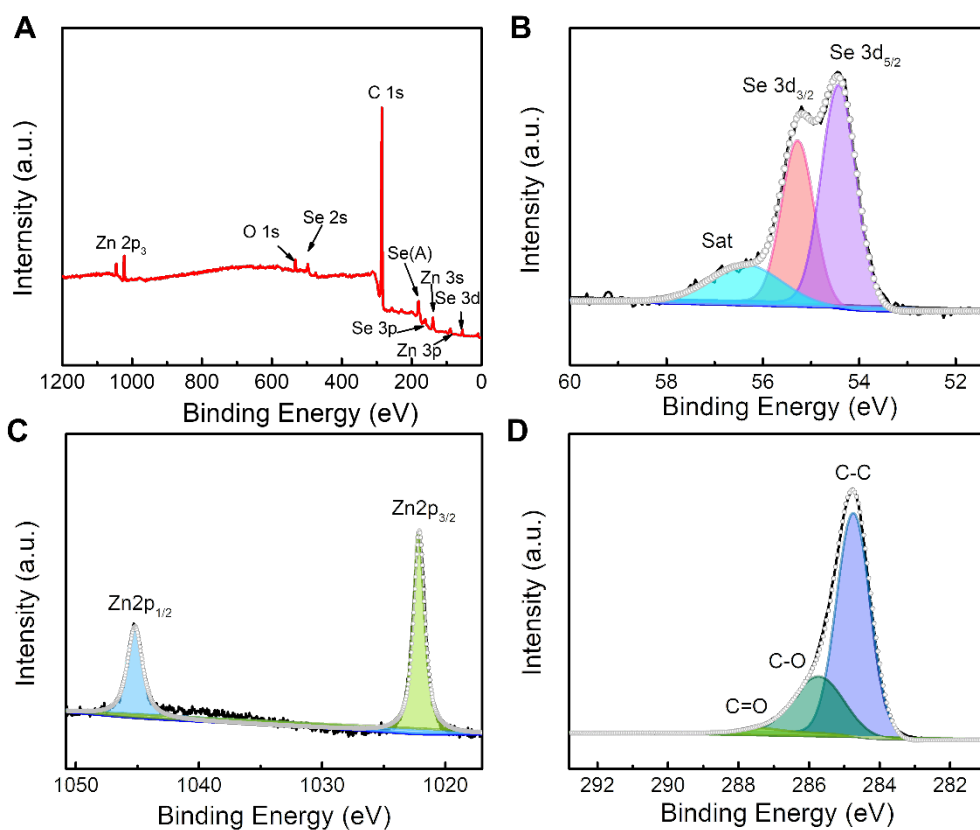 A
Internsity (a.u.)
C 1s
Zn 2p₃
O 1s
Se 2s
Se(A)
Zn 3s
Se 3d
Se 3p
Zn 3p
1200 1000 800 600 400 200 0
Binding Energy (eV)
B
Intensity (a.u.)
Se 3d₅/₂
Se 3d₃/₂
Sat
60 58 56 54 52
Binding Energy (eV)
C
Intensity (a.u.)
Zn2p₃/₂
Zn2p₁/₂
1050 1040 1030 1020
Binding Energy (eV)
D
Intensity (a.u.)
C-C
C-O
C=O
292 290 288 286 284 282
Binding Energy (eV)